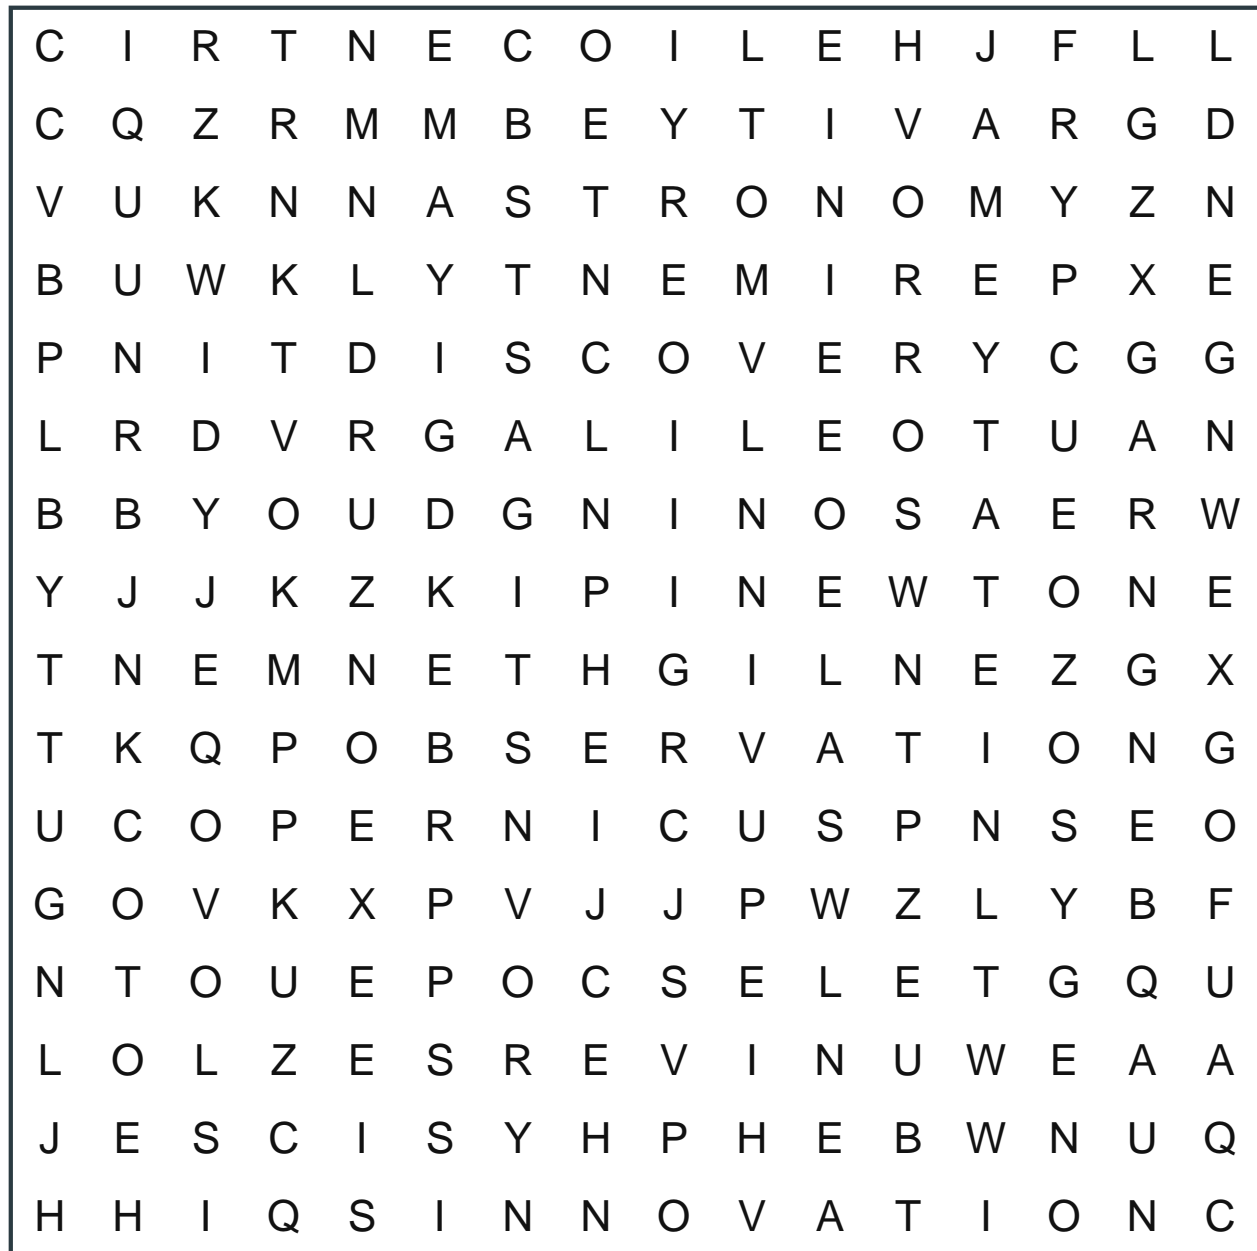 C I R T N E C O I L E H J F L L
C Q Z R M M B E Y T I V A R G D
V U K N N A S T R O N O M Y Z N
B U W K L Y T N E M I R E P X E
P N I T D I S C O V E R Y C G G
L R D V R G A L I L E O T U A N
B B Y O U D G N I N O S A E R W
Y J J K Z K I P I N E W T O N E
T N E M N E T H G I L N E Z G X
T K Q P O B S E R V A T I O N G
U C O P E R N I C U S P N S E O
G O V K X P V J J P W Z L Y B F
N T O U E P O C S E L E T G Q U
L O L Z E S R E V I N U W E A A
J E S C I S Y H P H E B W N U Q
H H I Q S I N N O V A T I O N C